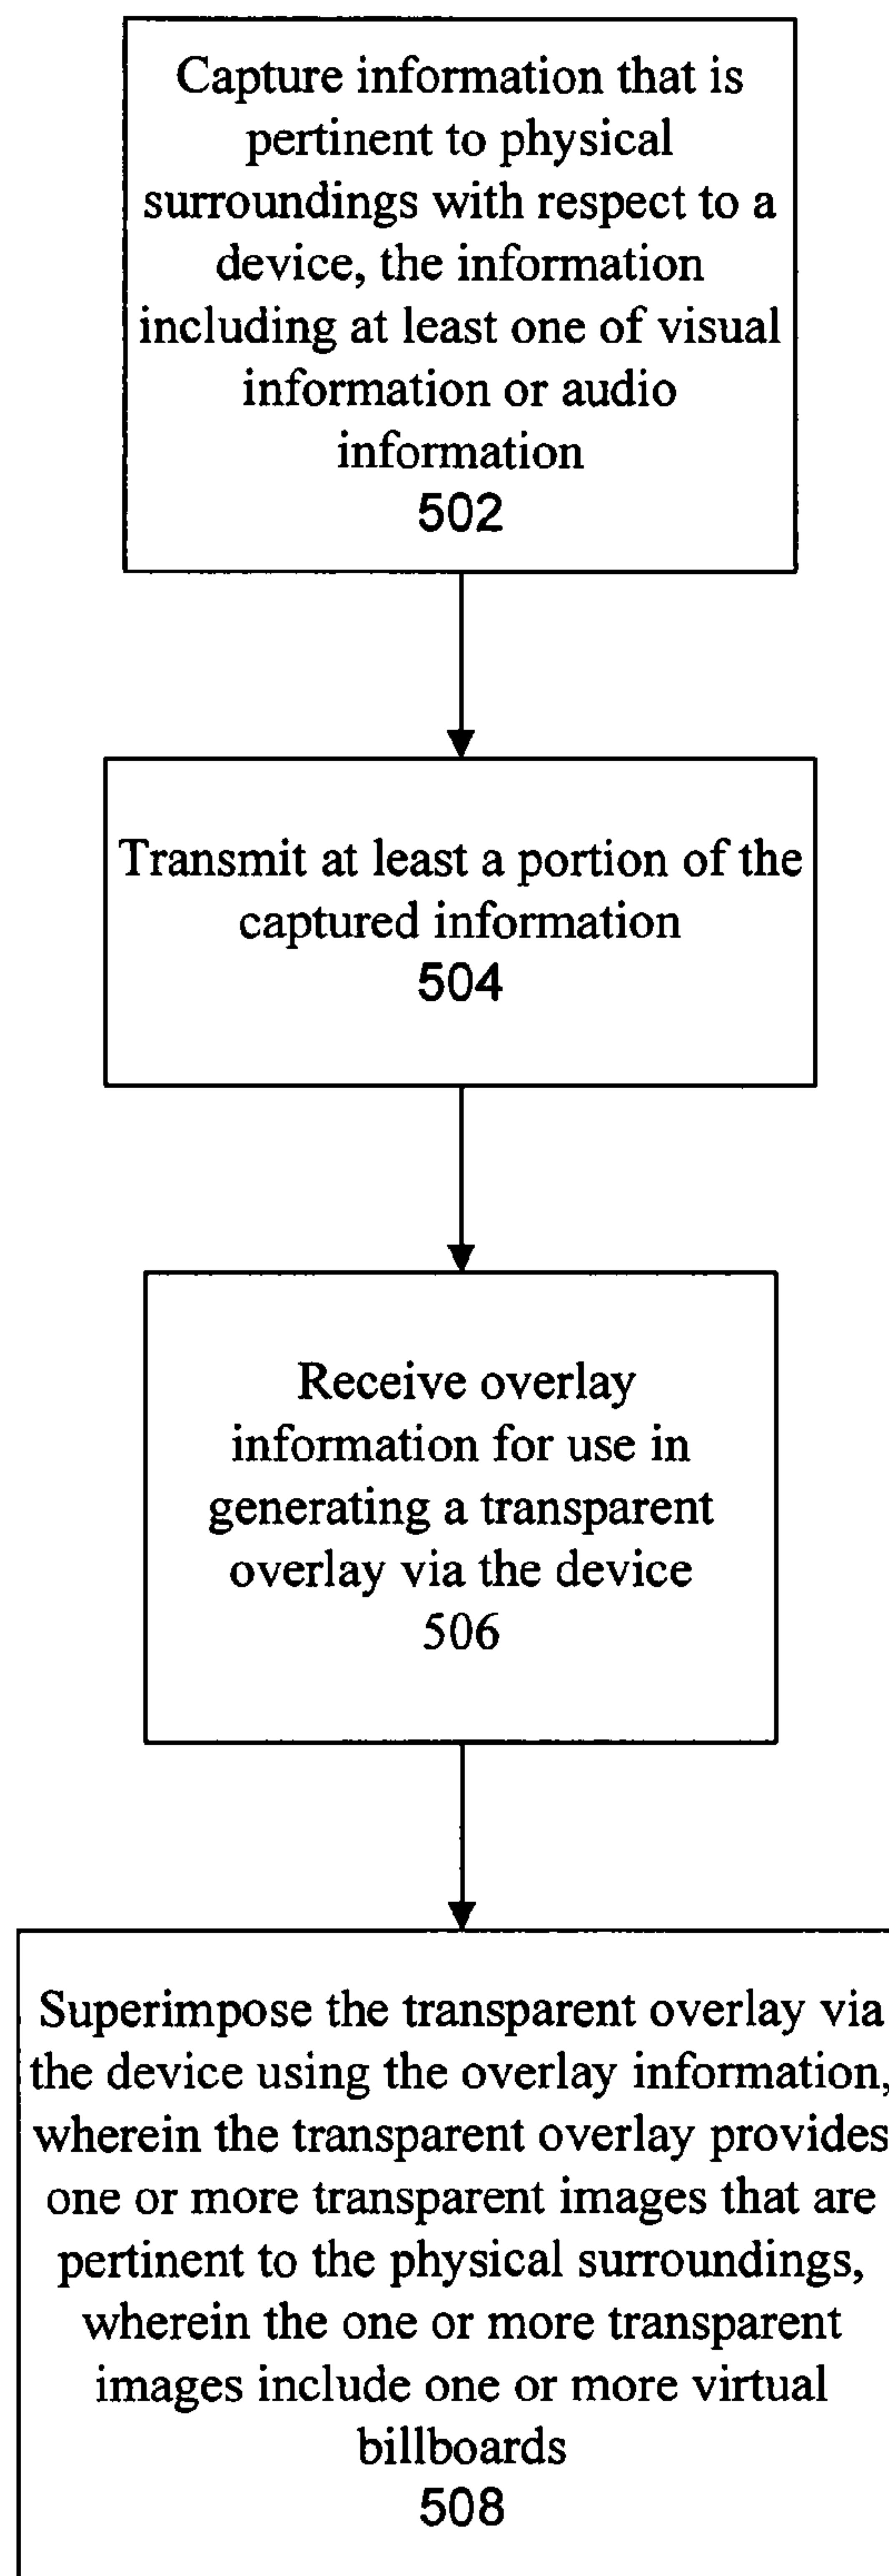 Capture information that is
pertinent to physical
surroundings with respect to a
device, the information
including at least one of visual
information or audio
information
502
Transmit at least a portion of the
captured information
504
Receive overlay
information for use in
generating a transparent
overlay via the device
506
Superimpose the transparent overlay via
the device using the overlay information,
wherein the transparent overlay provides
one or more transparent images that are
pertinent to the physical surroundings,
wherein the one or more transparent
images include one or more virtual
billboards
508